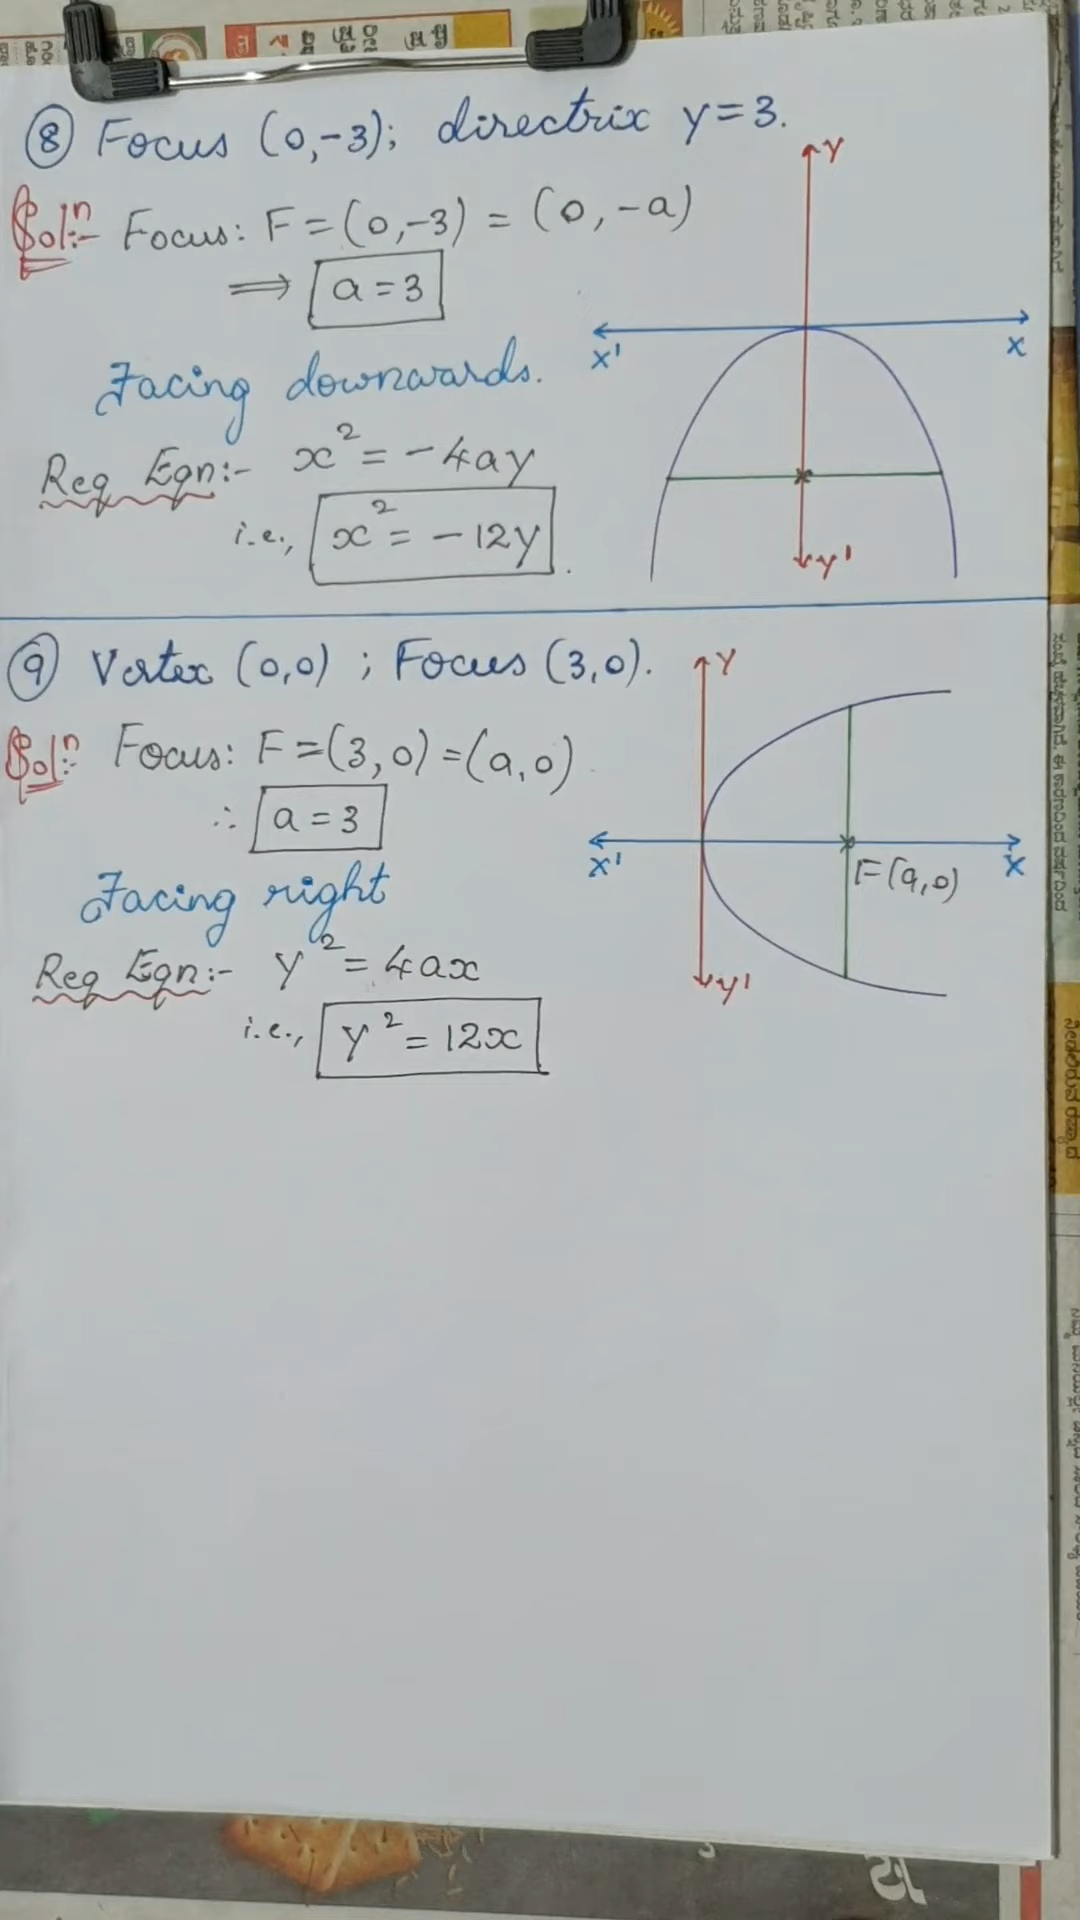 ⑧ Focus (0,-3); directrix y=3.
Solⁿ:- Focus: F=(0,-3) = (0,-a)
⟹ a=3
Facing downwards.
Req Eqn:- x² = -4ay
i.e., x² = -12y.
Y
X' X
Y'
⑨ Vertex (0,0) ; Focus (3,0).
Solⁿ:- Focus: F=(3,0)=(a,0)
∴ a=3
Facing right
Req Eqn:- y² = 4ax
i.e., y² = 12x
Y
X' X
F(a,0)
Y'